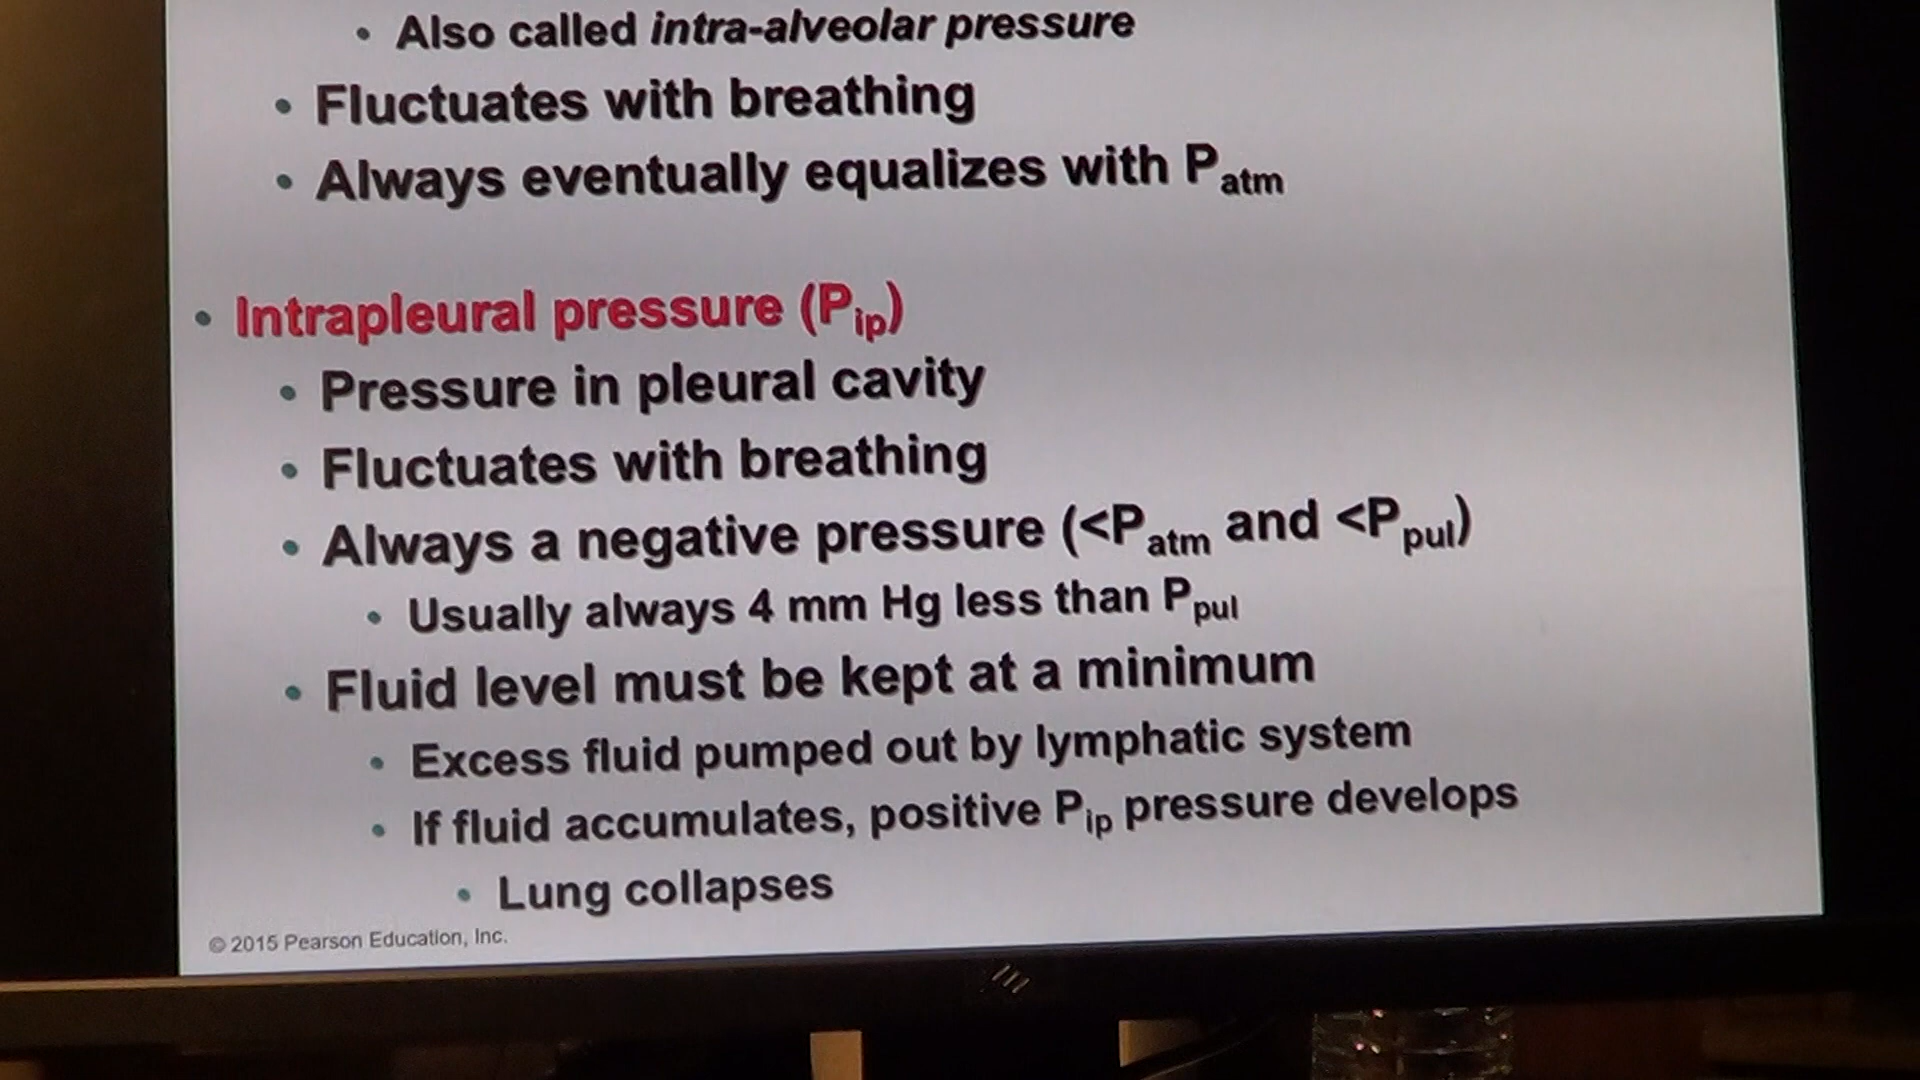 • Also called intra-alveolar pressure
• Fluctuates with breathing
• Always eventually equalizes with Patm
• Intrapleural pressure (Pip)
• Pressure in pleural cavity
• Fluctuates with breathing
• Always a negative pressure (<Patm and <Ppul)
• Usually always 4 mm Hg less than Ppul
• Fluid level must be kept at a minimum
• Excess fluid pumped out by lymphatic system
• If fluid accumulates, positive Pip pressure develops
• Lung collapses
© 2015 Pearson Education, Inc.